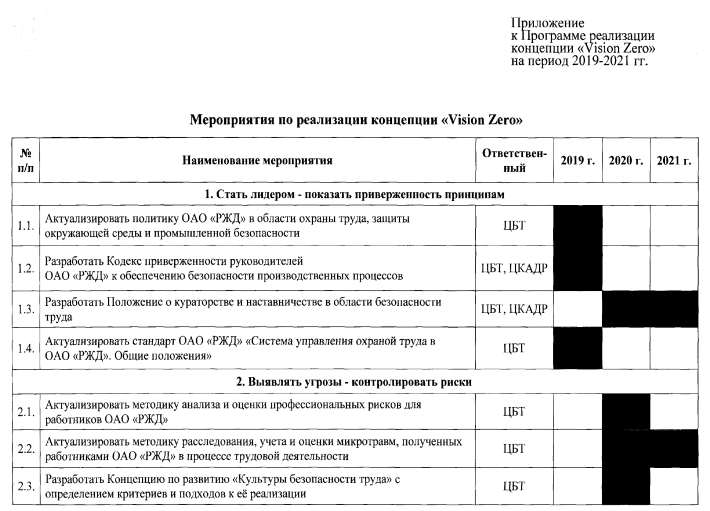 Приложение
к Программе реализации
концепции «Vision Zero»
на период 2019-2021 гг.
Мероприятия по реализации концепции «Vision Zero»
№ п/п Наименование мероприятия Ответствен-ный 2019 г. 2020 г. 2021 г.
1. Стать лидером - показать приверженность принципам
1.1. Актуализировать политику ОАО «РЖД» в области охраны труда, защиты
окружающей среды и промышленной безопасности
ЦБТ
1.2. Разработать Кодекс приверженности руководителей
ОАО «РЖД» к обеспечению безопасности производственных процессов
ЦБТ, ЦКАДР
1.3. Разработать Положение о кураторстве и наставничестве в области безопасности
труда
ЦБТ, ЦКАДР
1.4. Актуализировать стандарт ОАО «РЖД» «Система управления охраной труда в
ОАО «РЖД». Общие положения»
ЦБТ
2. Выявлять угрозы - контролировать риски
2.1. Актуализировать методику анализа и оценки профессиональных рисков для
работников ОАО «РЖД»
ЦБТ
2.2. Актуализировать методику расследования, учета и оценки микротравм, полученных
работниками ОАО «РЖД» в процессе трудовой деятельности
ЦБТ
2.3. Разработать Концепцию по развитию «Культуры безопасности труда» с
определением критериев и подходов к её реализации
ЦБТ